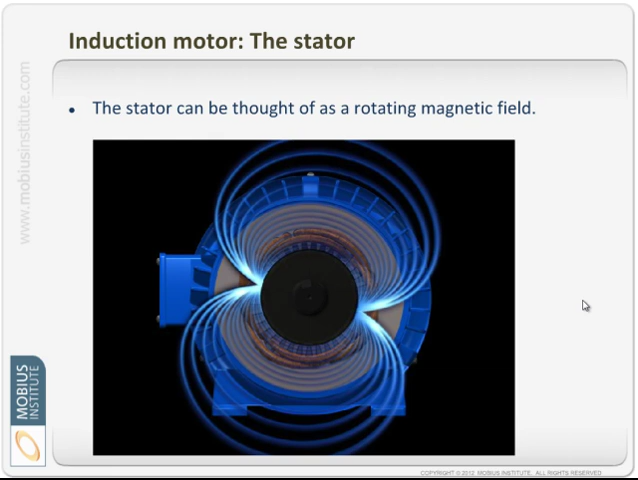 Induction motor: The stator
• The stator can be thought of as a rotating magnetic field.
www.mobiusinstitute.com
MOBIUS
INSTITUTE
COPYRIGHT © 2012 MOBIUS INSTITUTE. ALL RIGHTS RESERVED